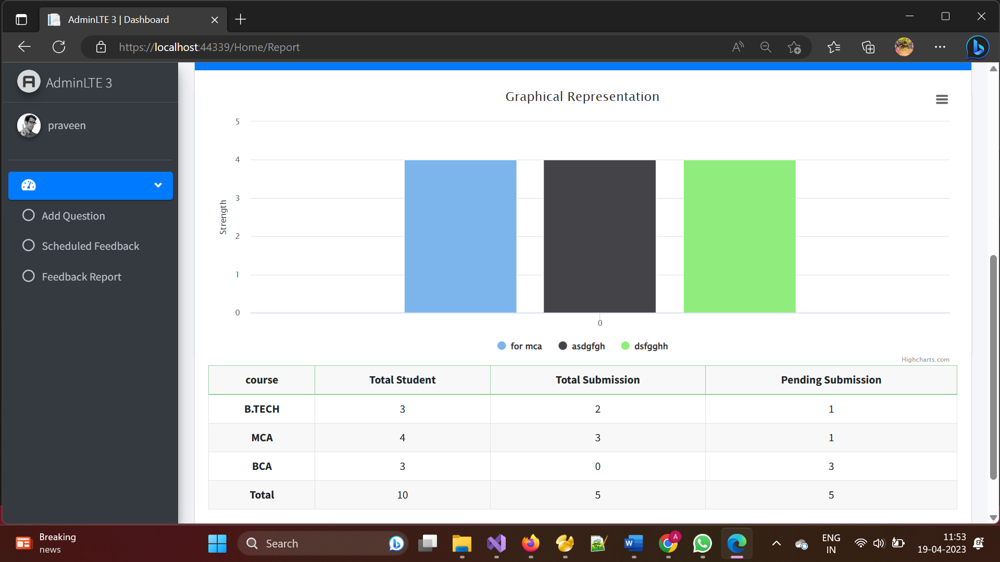 AdminLTE 3 | Dashboard
https://localhost:44339/Home/Report
AdminLTE 3
praveen
Add Question
Scheduled Feedback
Feedback Report
Graphical Representation
5
4
3
2
1
0
Strength
0
for mca asdgfgh dsfgghh
Highcharts.com
course Total Student Total Submission Pending Submission
B.TECH 3 2 1
MCA 4 3 1
BCA 3 0 3
Total 10 5 5
Breaking
news
Search
A
W
ENG
IN
11:53
19-04-2023